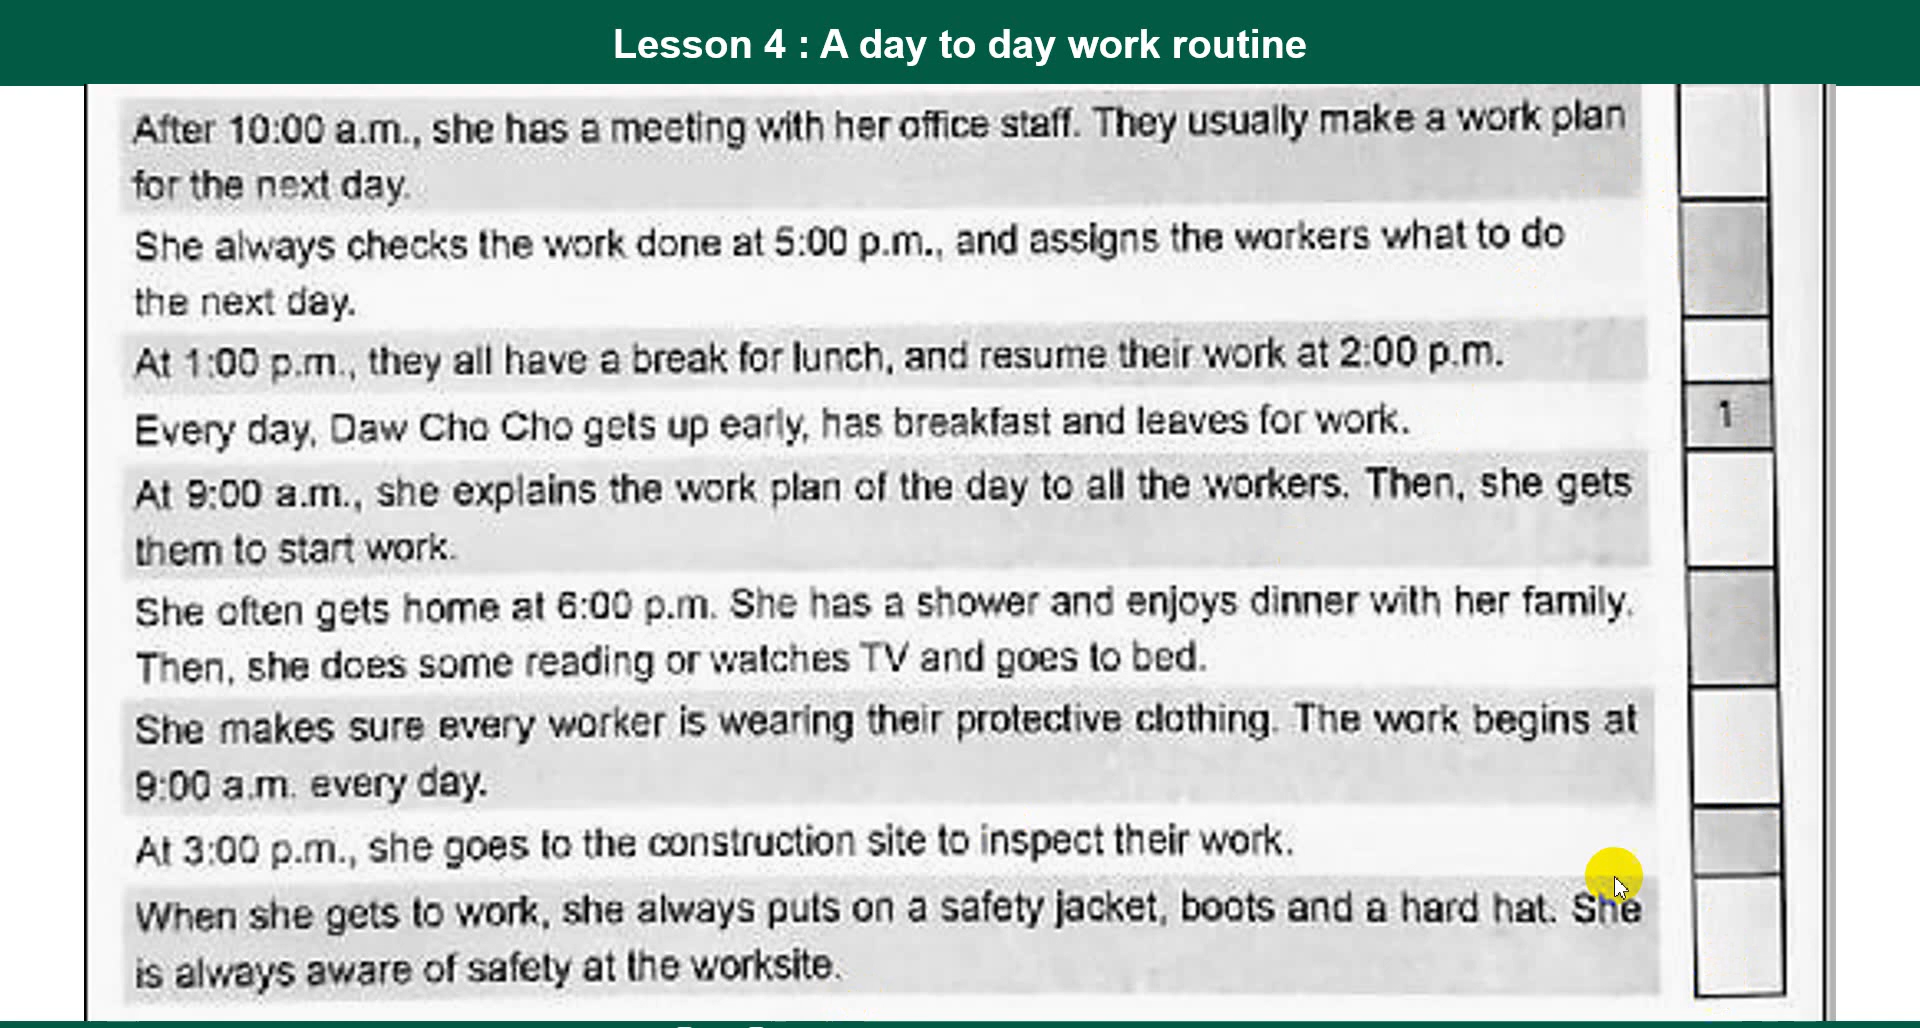 Lesson 4 : A day to day work routine
After 10:00 a.m., she has a meeting with her office staff. They usually make a work plan
for the next day.
She always checks the work done at 5:00 p.m., and assigns the workers what to do
the next day.
At 1:00 p.m., they all have a break for lunch, and resume their work at 2:00 p.m.
Every day, Daw Cho Cho gets up early, has breakfast and leaves for work.
1
At 9:00 a.m., she explains the work plan of the day to all the workers. Then, she gets
them to start work.
She often gets home at 6:00 p.m. She has a shower and enjoys dinner with her family.
Then, she does some reading or watches TV and goes to bed.
She makes sure every worker is wearing their protective clothing. The work begins at
9:00 a.m. every day.
At 3:00 p.m., she goes to the construction site to inspect their work.
When she gets to work, she always puts on a safety jacket, boots and a hard hat. She
is always aware of safety at the worksite.